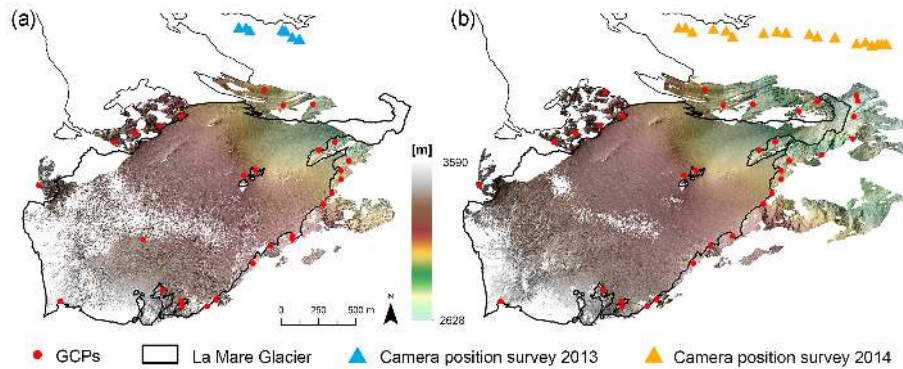 (a)
(b)
[m]
3590
2628
0 250 500 m
N
GCPs
La Mare Glacier
Camera position survey 2013
Camera position survey 2014